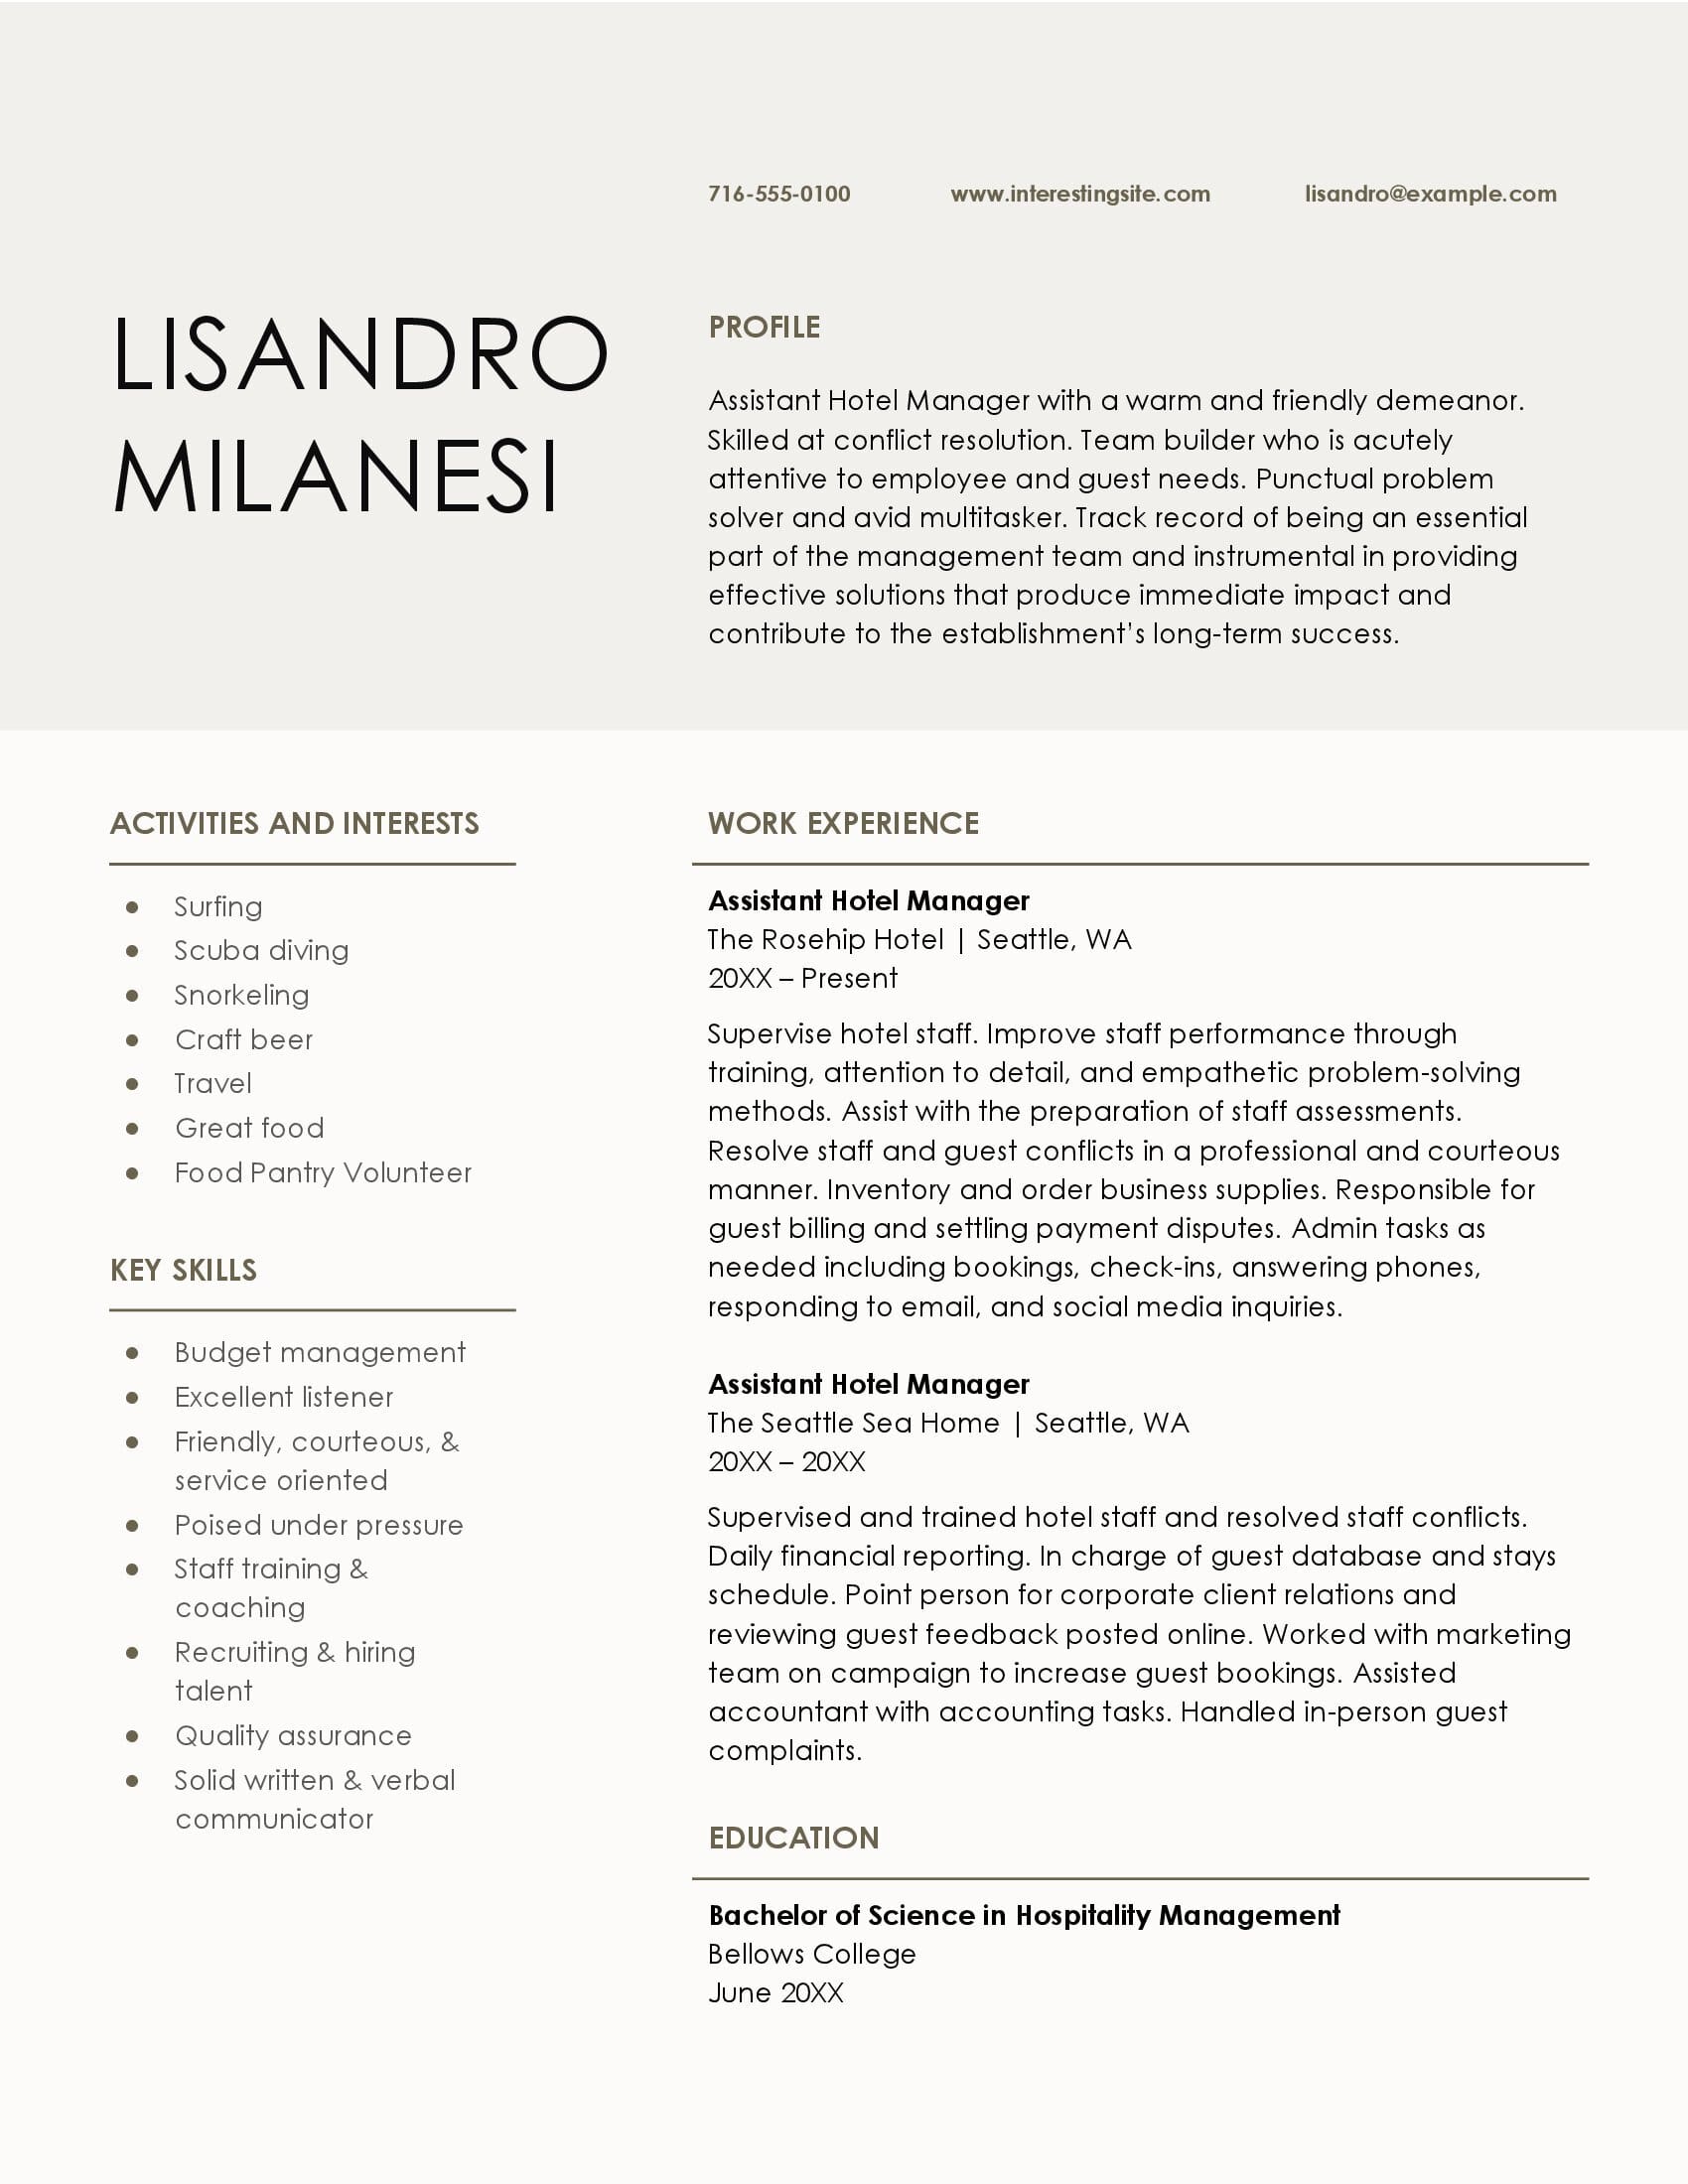 716-555-0100
www.interestingsite.com
lisandro@example.com
LISANDRO
MILANESI
PROFILE
Assistant Hotel Manager with a warm and friendly demeanor.
Skilled at conflict resolution. Team builder who is acutely
attentive to employee and guest needs. Punctual problem
solver and avid multitasker. Track record of being an essential
part of the management team and instrumental in providing
effective solutions that produce immediate impact and
contribute to the establishment’s long-term success.
ACTIVITIES AND INTERESTS
• Surfing
• Scuba diving
• Snorkeling
• Craft beer
• Travel
• Great food
• Food Pantry Volunteer
KEY SKILLS
• Budget management
• Excellent listener
• Friendly, courteous, &
service oriented
• Poised under pressure
• Staff training &
coaching
• Recruiting & hiring
talent
• Quality assurance
• Solid written & verbal
communicator
WORK EXPERIENCE
Assistant Hotel Manager
The Rosehip Hotel | Seattle, WA
20XX – Present
Supervise hotel staff. Improve staff performance through
training, attention to detail, and empathetic problem-solving
methods. Assist with the preparation of staff assessments.
Resolve staff and guest conflicts in a professional and courteous
manner. Inventory and order business supplies. Responsible for
guest billing and settling payment disputes. Admin tasks as
needed including bookings, check-ins, answering phones,
responding to email, and social media inquiries.
Assistant Hotel Manager
The Seattle Sea Home | Seattle, WA
20XX – 20XX
Supervised and trained hotel staff and resolved staff conflicts.
Daily financial reporting. In charge of guest database and stays
schedule. Point person for corporate client relations and
reviewing guest feedback posted online. Worked with marketing
team on campaign to increase guest bookings. Assisted
accountant with accounting tasks. Handled in-person guest
complaints.
EDUCATION
Bachelor of Science in Hospitality Management
Bellows College
June 20XX